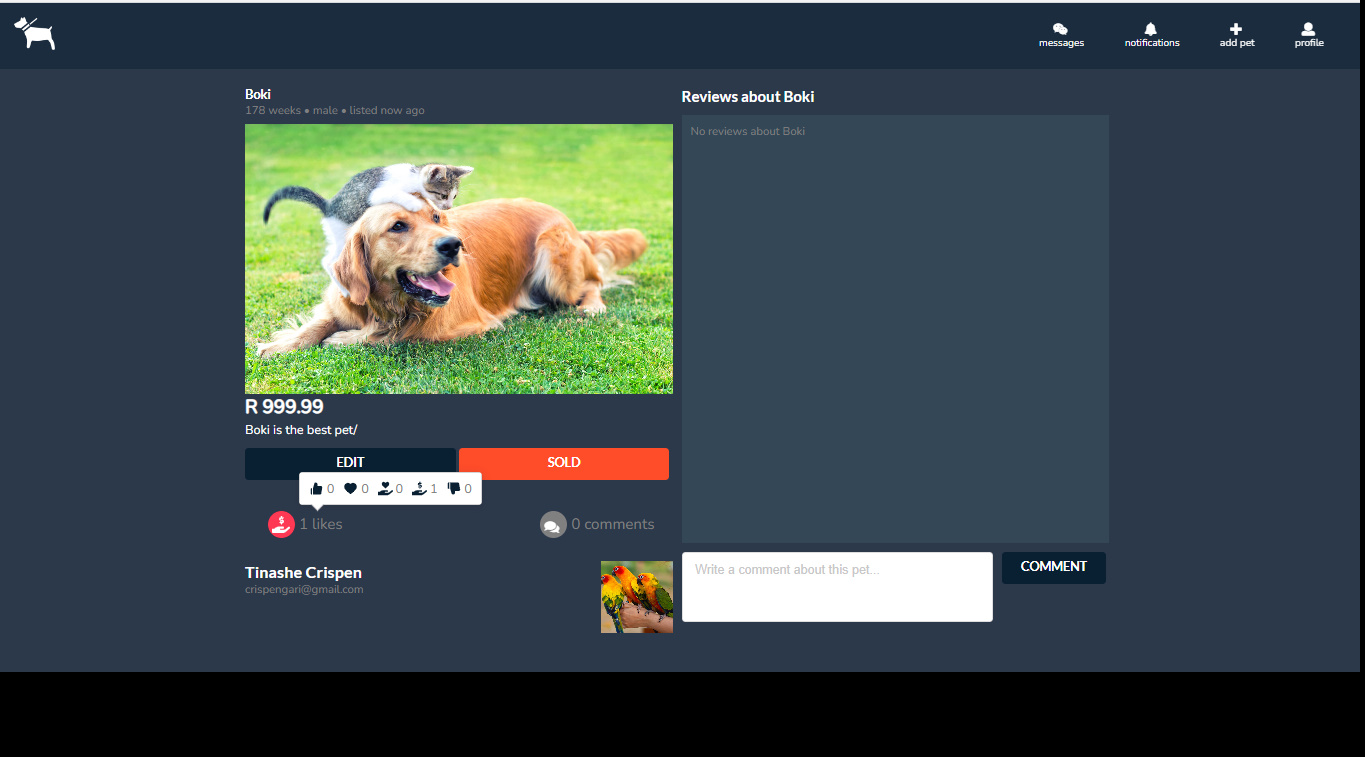 messages
notifications
add pet
profile
Boki
178 weeks • male • listed now ago
R 999.99
Boki is the best pet/
EDIT
SOLD
0 0 0 1 0
1 likes
0 comments
Tinashe Crispen
crispengari@gmail.com
Reviews about Boki
No reviews about Boki
Write a comment about this pet...
COMMENT